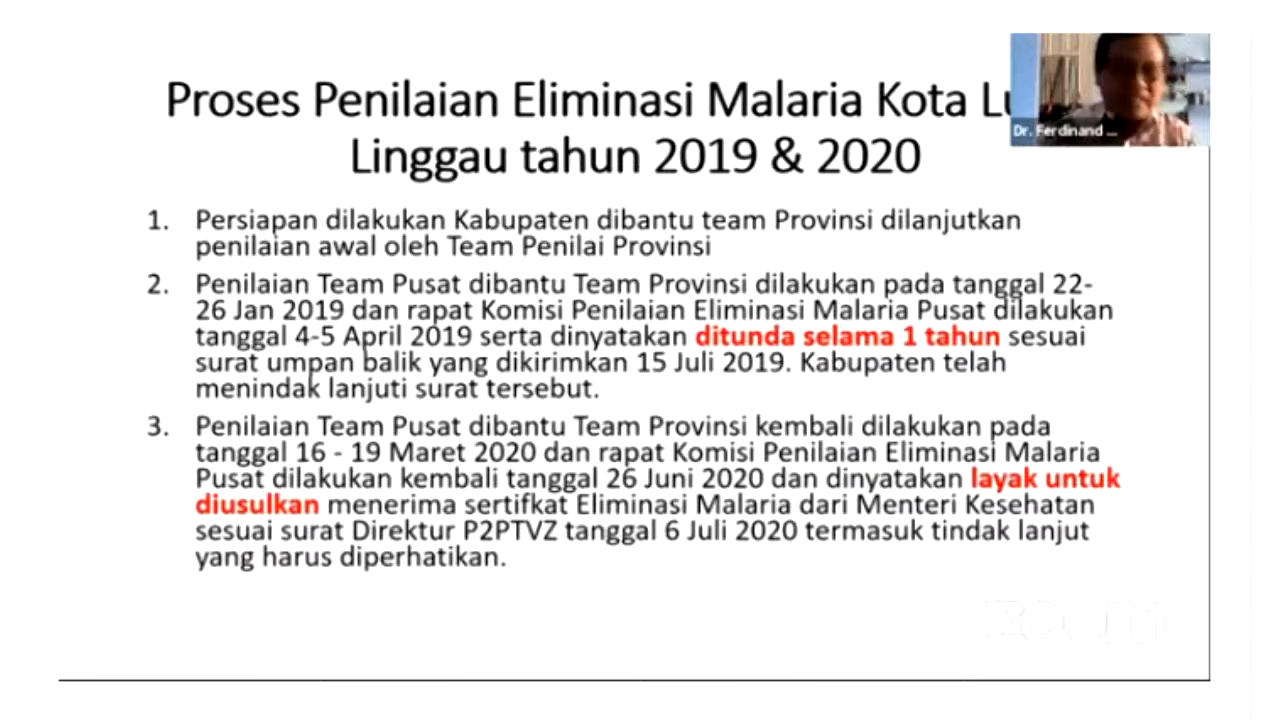 Proses Penilaian Eliminasi Malaria Kota
Linggau tahun 2019 & 2020
Dr. Ferdinand ...
1. Persiapan dilakukan Kabupaten dibantu team Provinsi dilanjutkan
penilaian awal oleh Team Penilai Provinsi
2. Penilaian Team Pusat dibantu Team Provinsi dilakukan pada tanggal 22-
26 Jan 2019 dan rapat Komisi Penilaian Eliminasi Malaria Pusat dilakukan
tanggal 4-5 April 2019 serta dinyatakan ditunda selama 1 tahun sesuai
surat umpan balik yang dikirimkan 15 Juli 2019. Kabupaten telah
menindak lanjuti surat tersebut.
3. Penilaian Team Pusat dibantu Team Provinsi kembali dilakukan pada
tanggal 16 - 19 Maret 2020 dan rapat Komisi Penilaian Eliminasi Malaria
Pusat dilakukan kembali tanggal 26 Juni 2020 dan dinyatakan layak untuk
diusulkan menerima sertifkat Eliminasi Malaria dari Menteri Kesehatan
sesuai surat Direktur P2PTVZ tanggal 6 Juli 2020 termasuk tindak lanjut
yang harus diperhatikan.
zoom